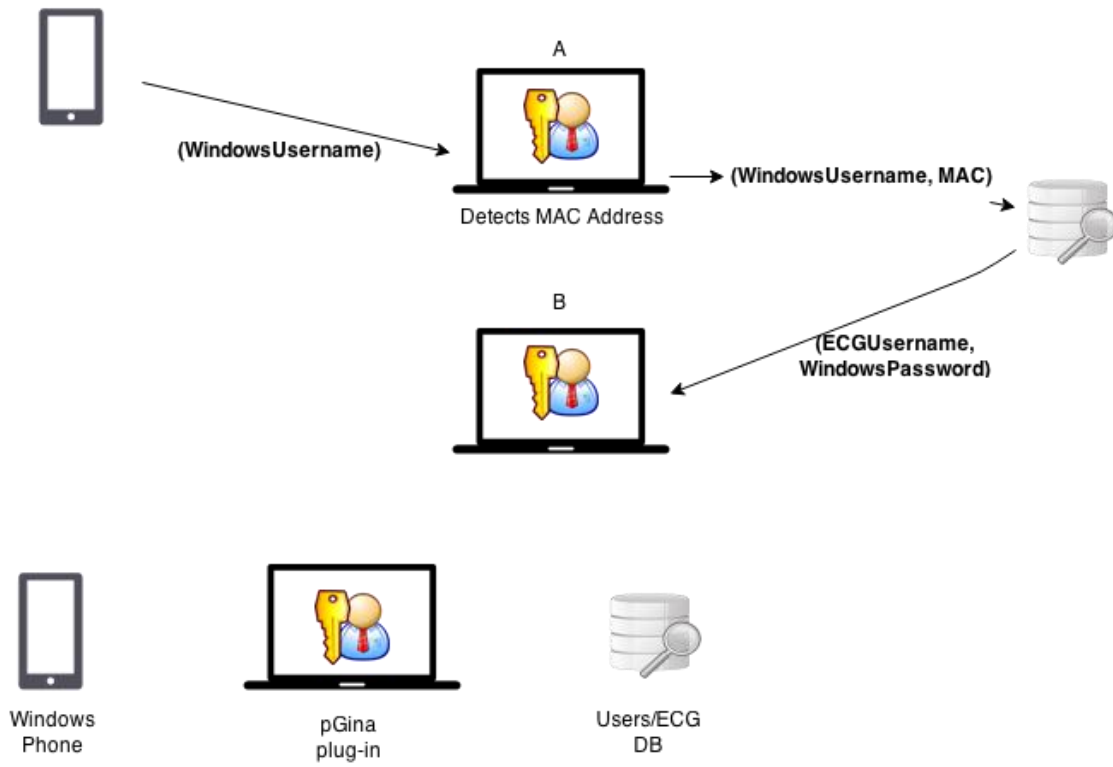 A
(WindowsUsername)
(WindowsUsername, MAC)
Detects MAC Address
B
(ECGUsername,
WindowsPassword)
Windows
Phone
pGina
plug-in
Users/ECG
DB